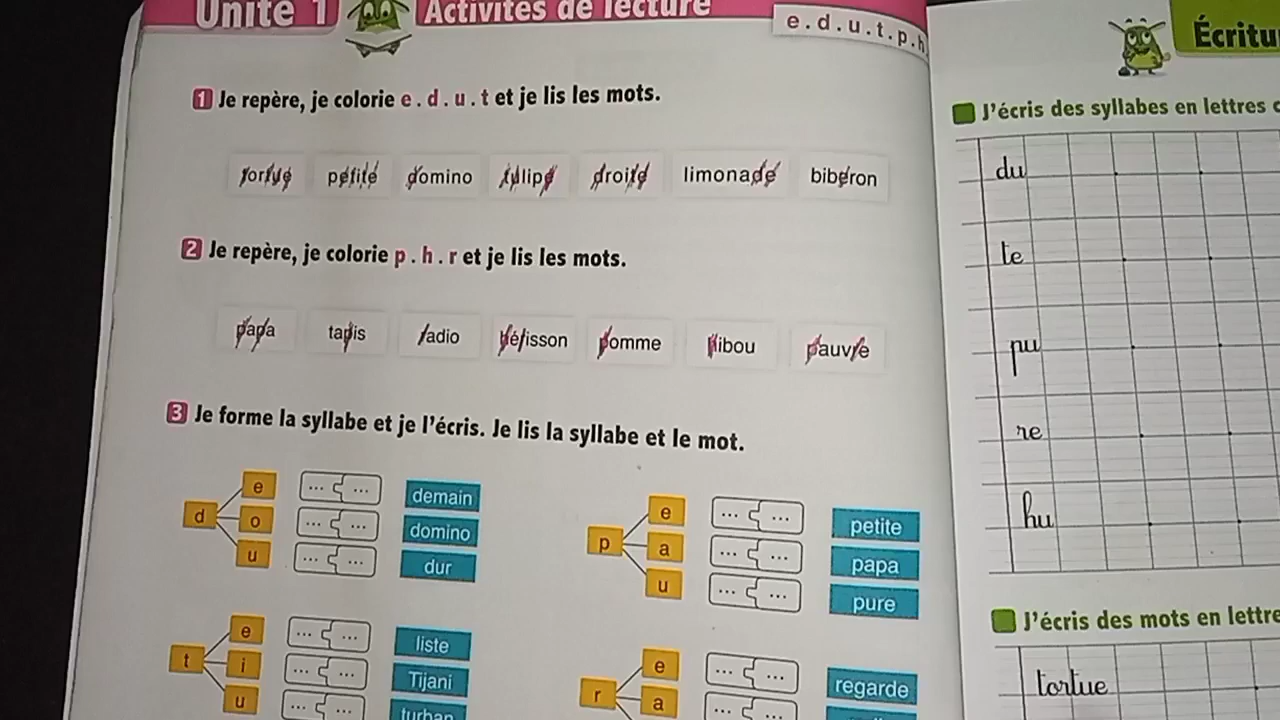 Unité 1 Activités de lecture
e . d . u . t . p . h
1 Je repère, je colorie e . d . u . t et je lis les mots.
tortue petite domino tulipe droite limonade biberon
2 Je repère, je colorie p . h . r et je lis les mots.
papa tapis radio hérisson pomme hibou pauvre
3 Je forme la syllabe et je l'écris. Je lis la syllabe et le mot.
d e ... ... demain
o ... ... domino
u ... ... dur
p e ... ... petite
a ... ... papa
u ... ... pure
t e ... ... liste
i ... ... Tijani
u ... ... turban
r e ... ... regarde
a ... ...
Écritu
J'écris des syllabes en lettres c
du
te
pu
re
hu
J'écris des mots en lettre
tortue